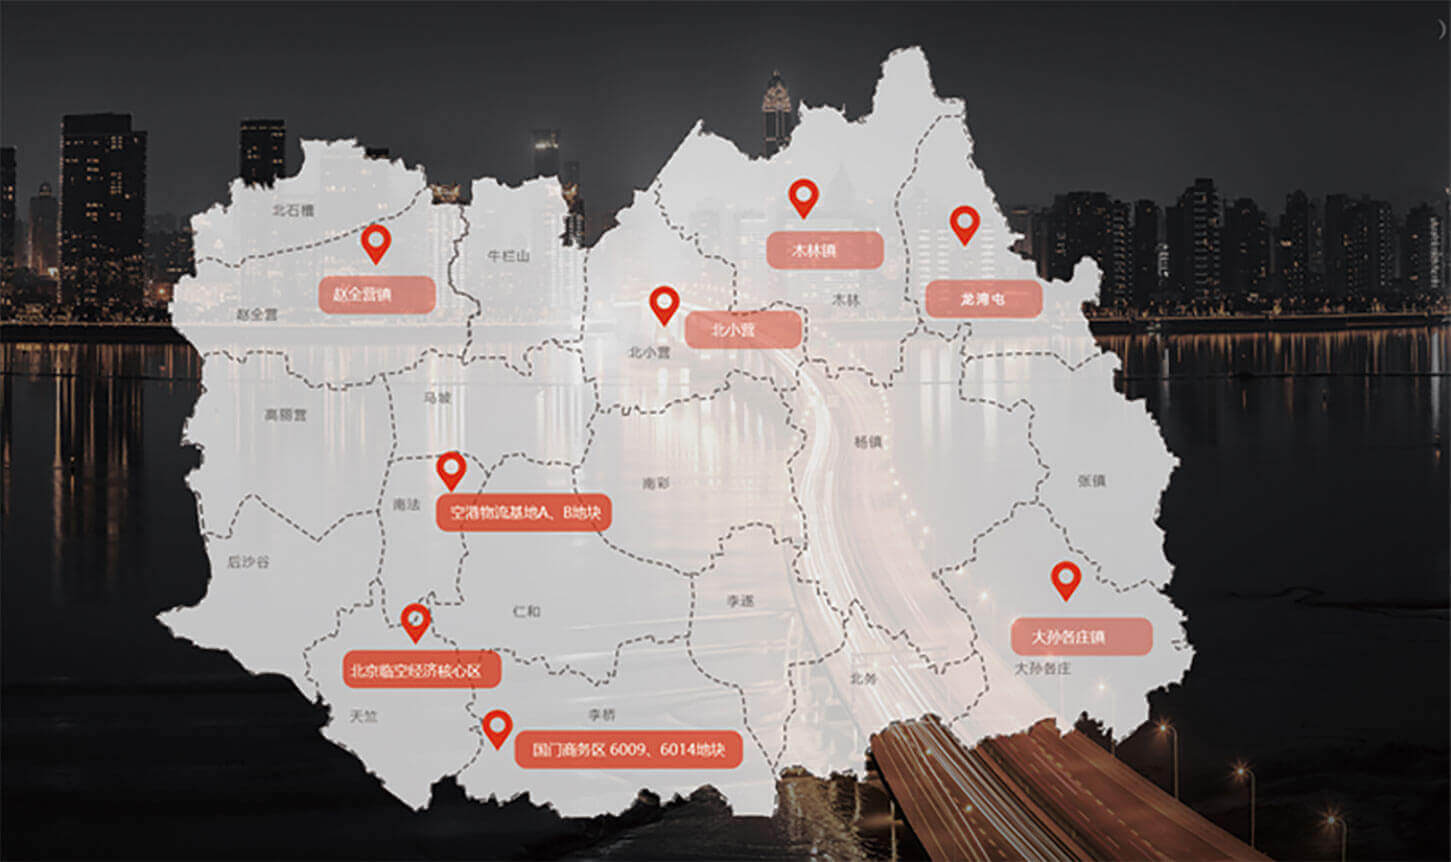 北石槽
木林镇
牛栏山
赵全营镇
木林
龙湾屯
赵全营
北小营
北小营
马坡
高丽营
杨镇
张镇
南彩
南法
空港物流基地A、B地块
后沙谷
李遂
仁和
大孙各庄镇
大孙各庄
北京临空经济核心区
北务
天竺
李桥
国门商务区 6009、6014地块